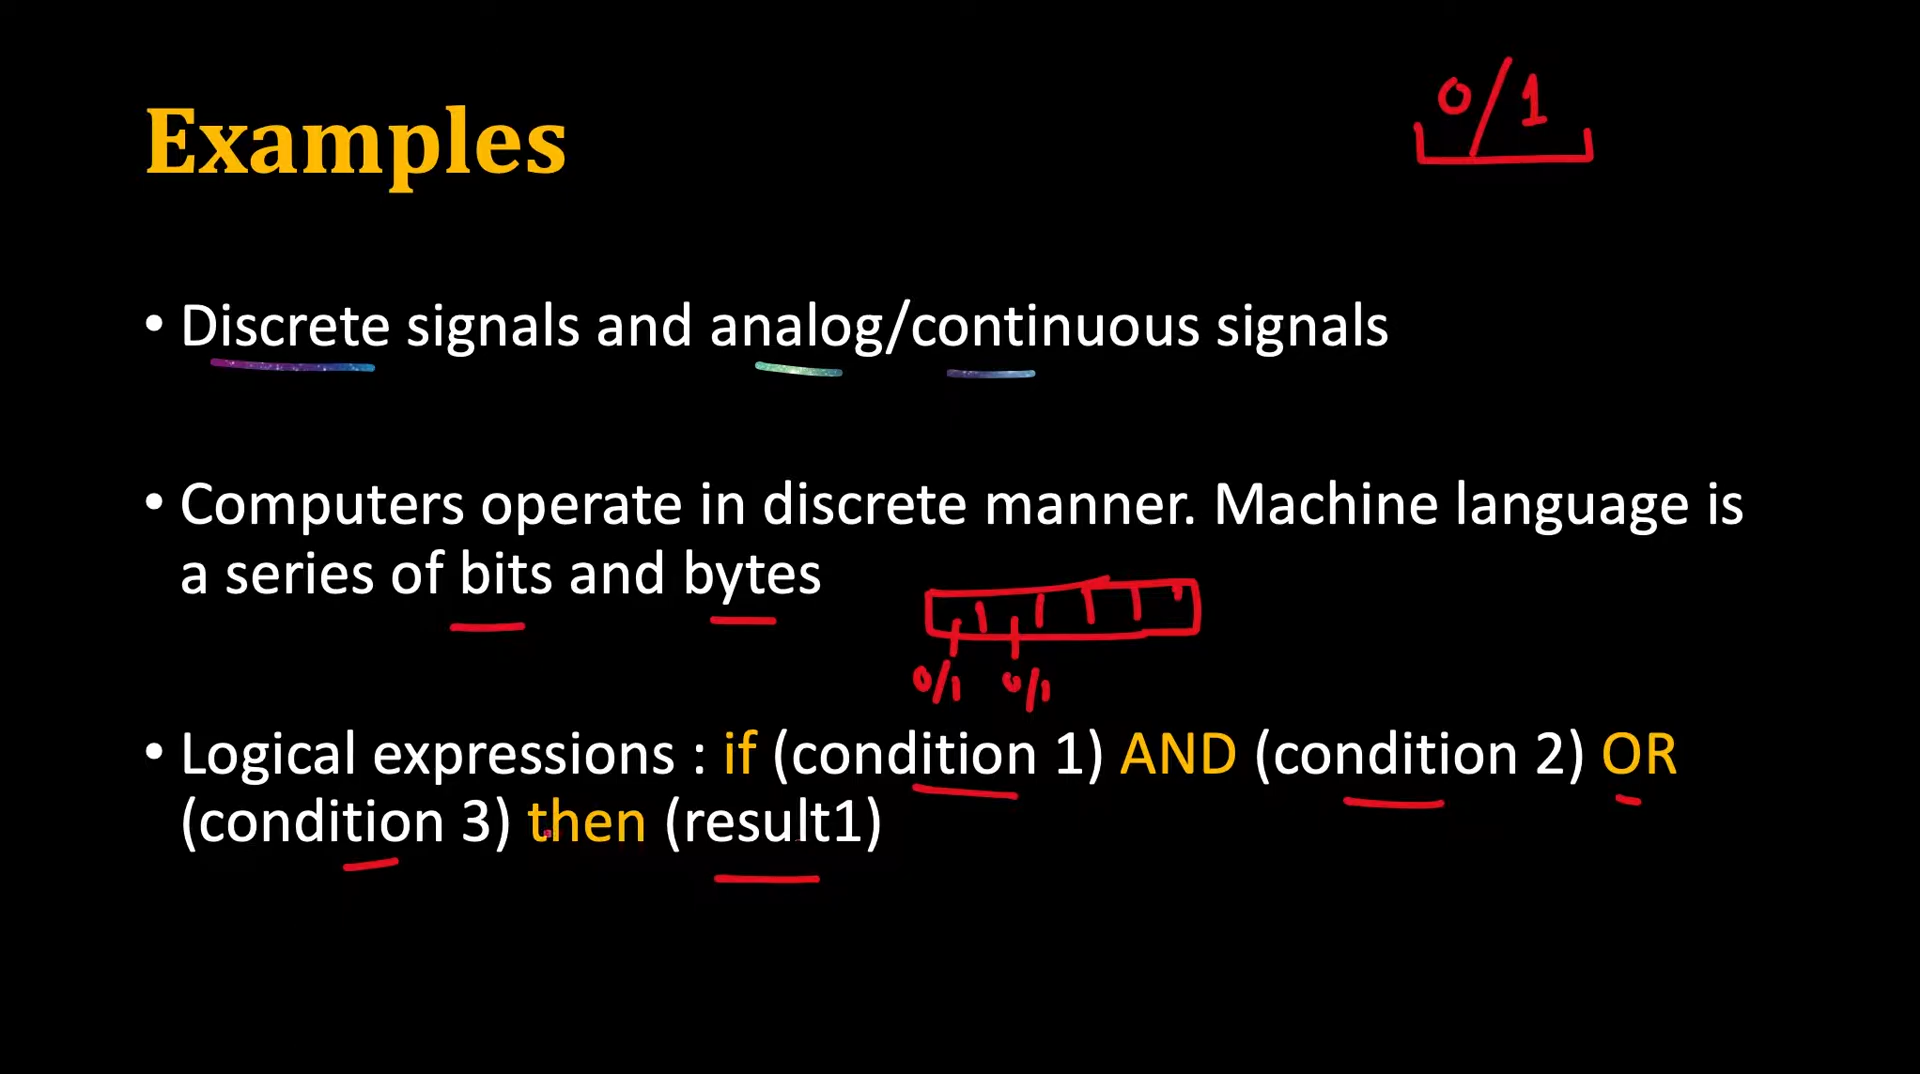 0/1
Examples
• Discrete signals and analog/continuous signals
• Computers operate in discrete manner. Machine language is
a series of bits and bytes
0/1 0/1
• Logical expressions : if (condition 1) AND (condition 2) OR
(condition 3) then (result1)